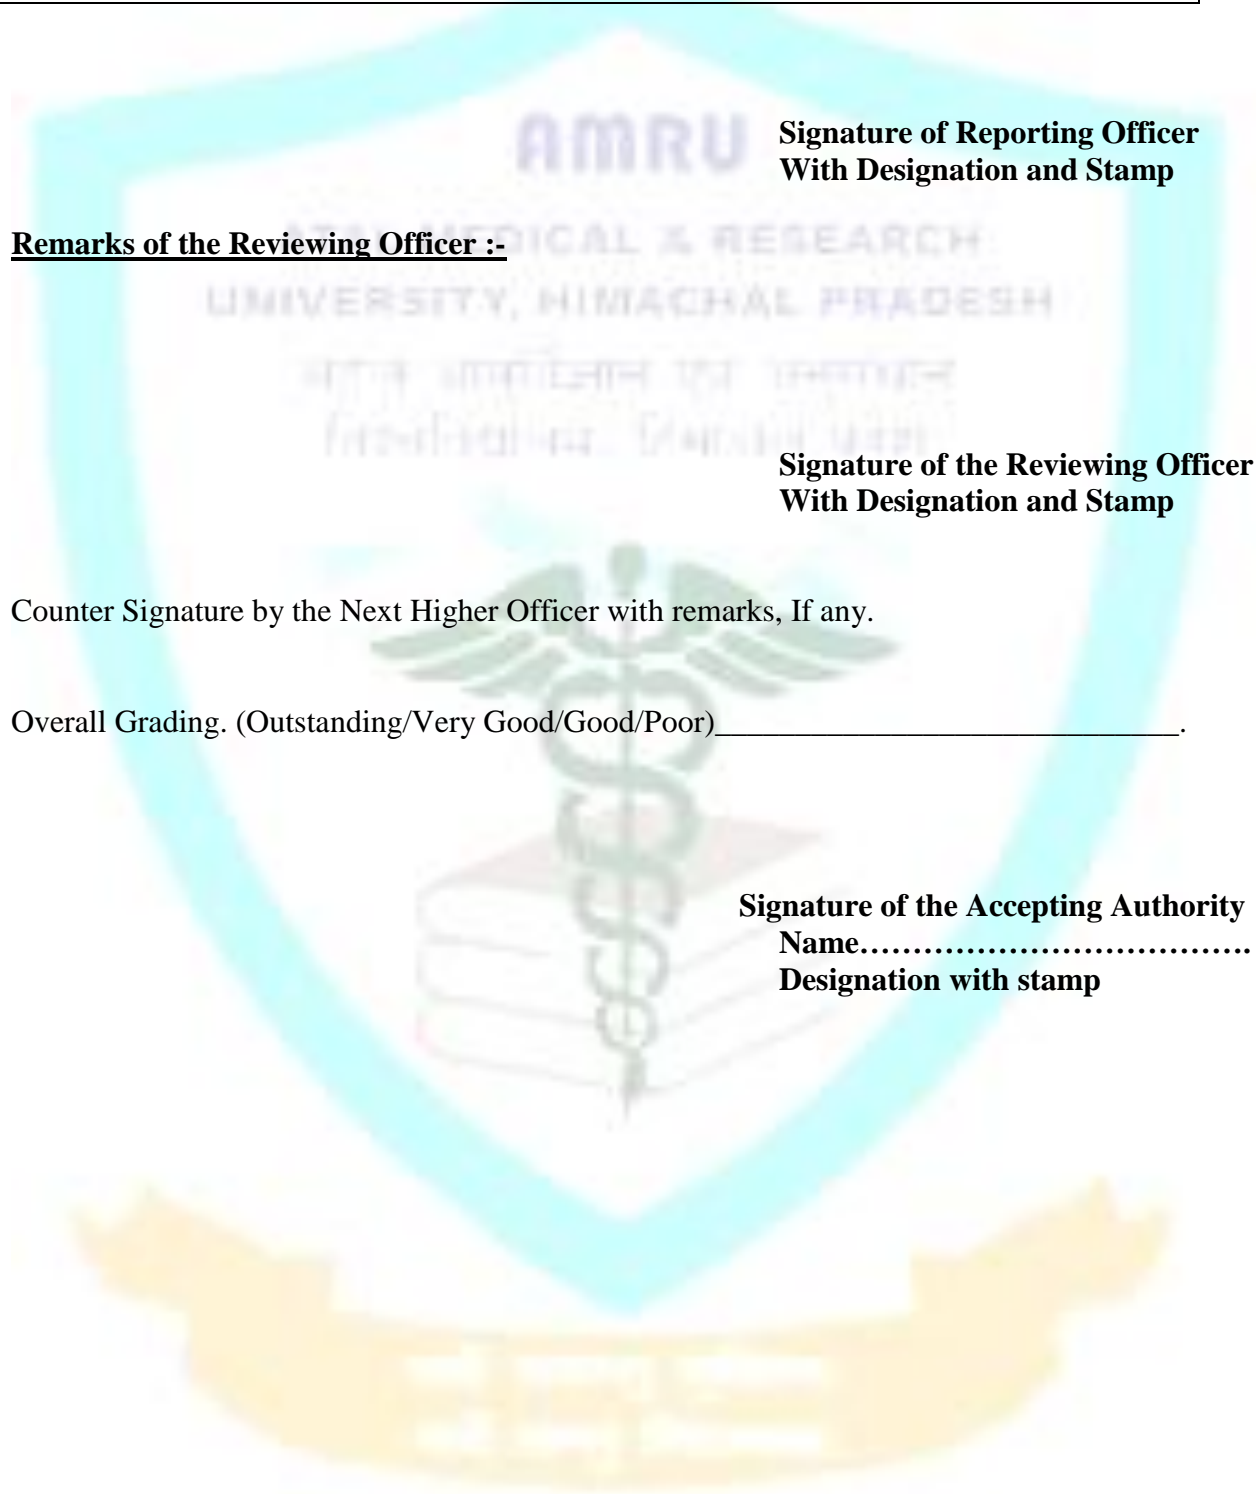 AMRU
Signature of Reporting Officer
With Designation and Stamp
Remarks of the Reviewing Officer :-
MEDICAL & RESEARCH
UNIVERSITY, HIMACHAL PRADESH
Signature of the Reviewing Officer
With Designation and Stamp
Counter Signature by the Next Higher Officer with remarks, If any.
Overall Grading. (Outstanding/Very Good/Good/Poor)_____________________________.
Signature of the Accepting Authority
Name……………………………….
Designation with stamp